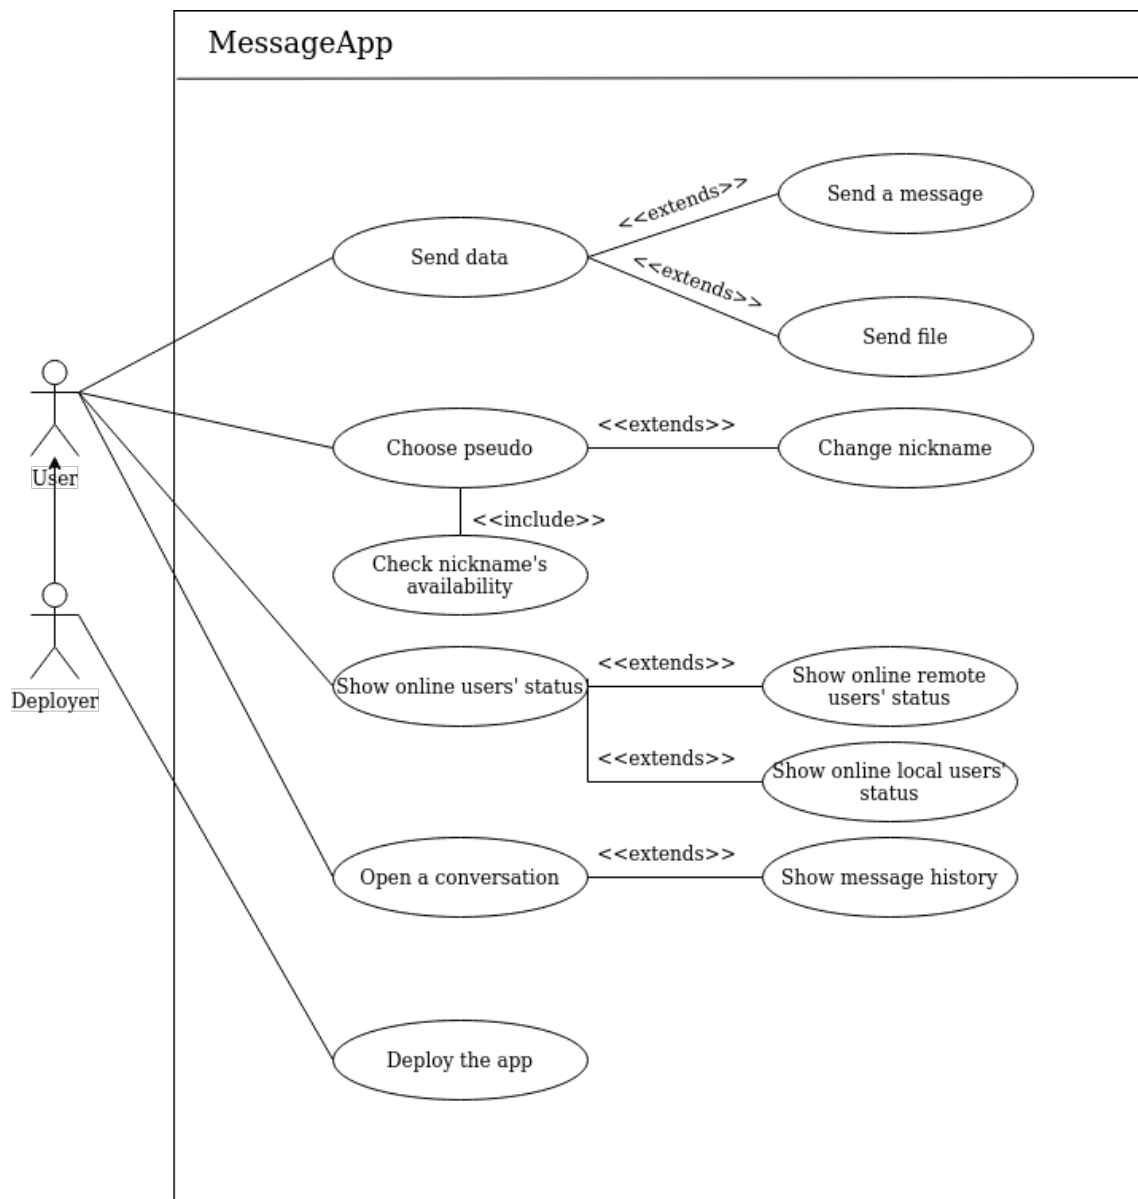 MessageApp
<<extends>>
Send a message
Send data
<<extends>>
Send file
User
Choose pseudo
<<extends>>
Change nickname
<<include>>
Check nickname's
availability
Deployer
Show online users' status
<<extends>>
Show online remote
users' status
<<extends>>
Show online local users'
status
Open a conversation
<<extends>>
Show message history
Deploy the app